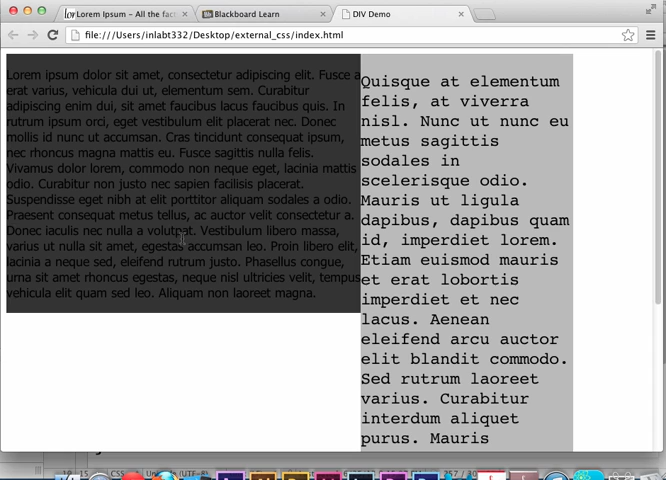 Lorem Ipsum - All the fact
Blackboard Learn
DIV Demo
file:///Users/inlabt332/Desktop/external_css/index.html
Lorem ipsum dolor sit amet, consectetur adipiscing elit. Fusce a
erat varius, vehicula dui ut, elementum sem. Curabitur
adipiscing enim dui, sit amet faucibus lacus faucibus quis. In
rutrum ipsum orci, eget vestibulum elit placerat nec. Donec
mollis id nunc ut accumsan. Cras tincidunt consequat ipsum,
nec rhoncus magna mattis eu. Fusce sagittis nulla felis.
Vivamus dolor lorem, commodo non neque eget, lacinia mattis
odio. Curabitur non justo nec sapien facilisis placerat.
Suspendisse eget nibh at elit porttitor aliquam sodales a odio.
Praesent consequat metus tellus, ac auctor velit consectetur a.
Donec iaculis nec nulla a volutpat. Vestibulum libero massa,
varius ut nulla sit amet, egestas accumsan leo. Proin libero elit,
lacinia a neque sed, eleifend rutrum justo. Phasellus congue,
urna sit amet rhoncus egestas, neque nisl ultricies velit, tempus
vehicula elit quam sed leo. Aliquam non laoreet magna.
Quisque at elementum
felis, at viverra
nisl. Nunc ut nunc eu
metus sagittis
sodales in
scelerisque odio.
Mauris ut ligula
dapibus, dapibus quam
id, imperdiet lorem.
Etiam euismod mauris
et erat lobortis
imperdiet et nec
lacus. Aenean
eleifend arcu auctor
elit blandit commodo.
Sed rutrum laoreet
varius. Curabitur
interdum aliquet
purus. Mauris